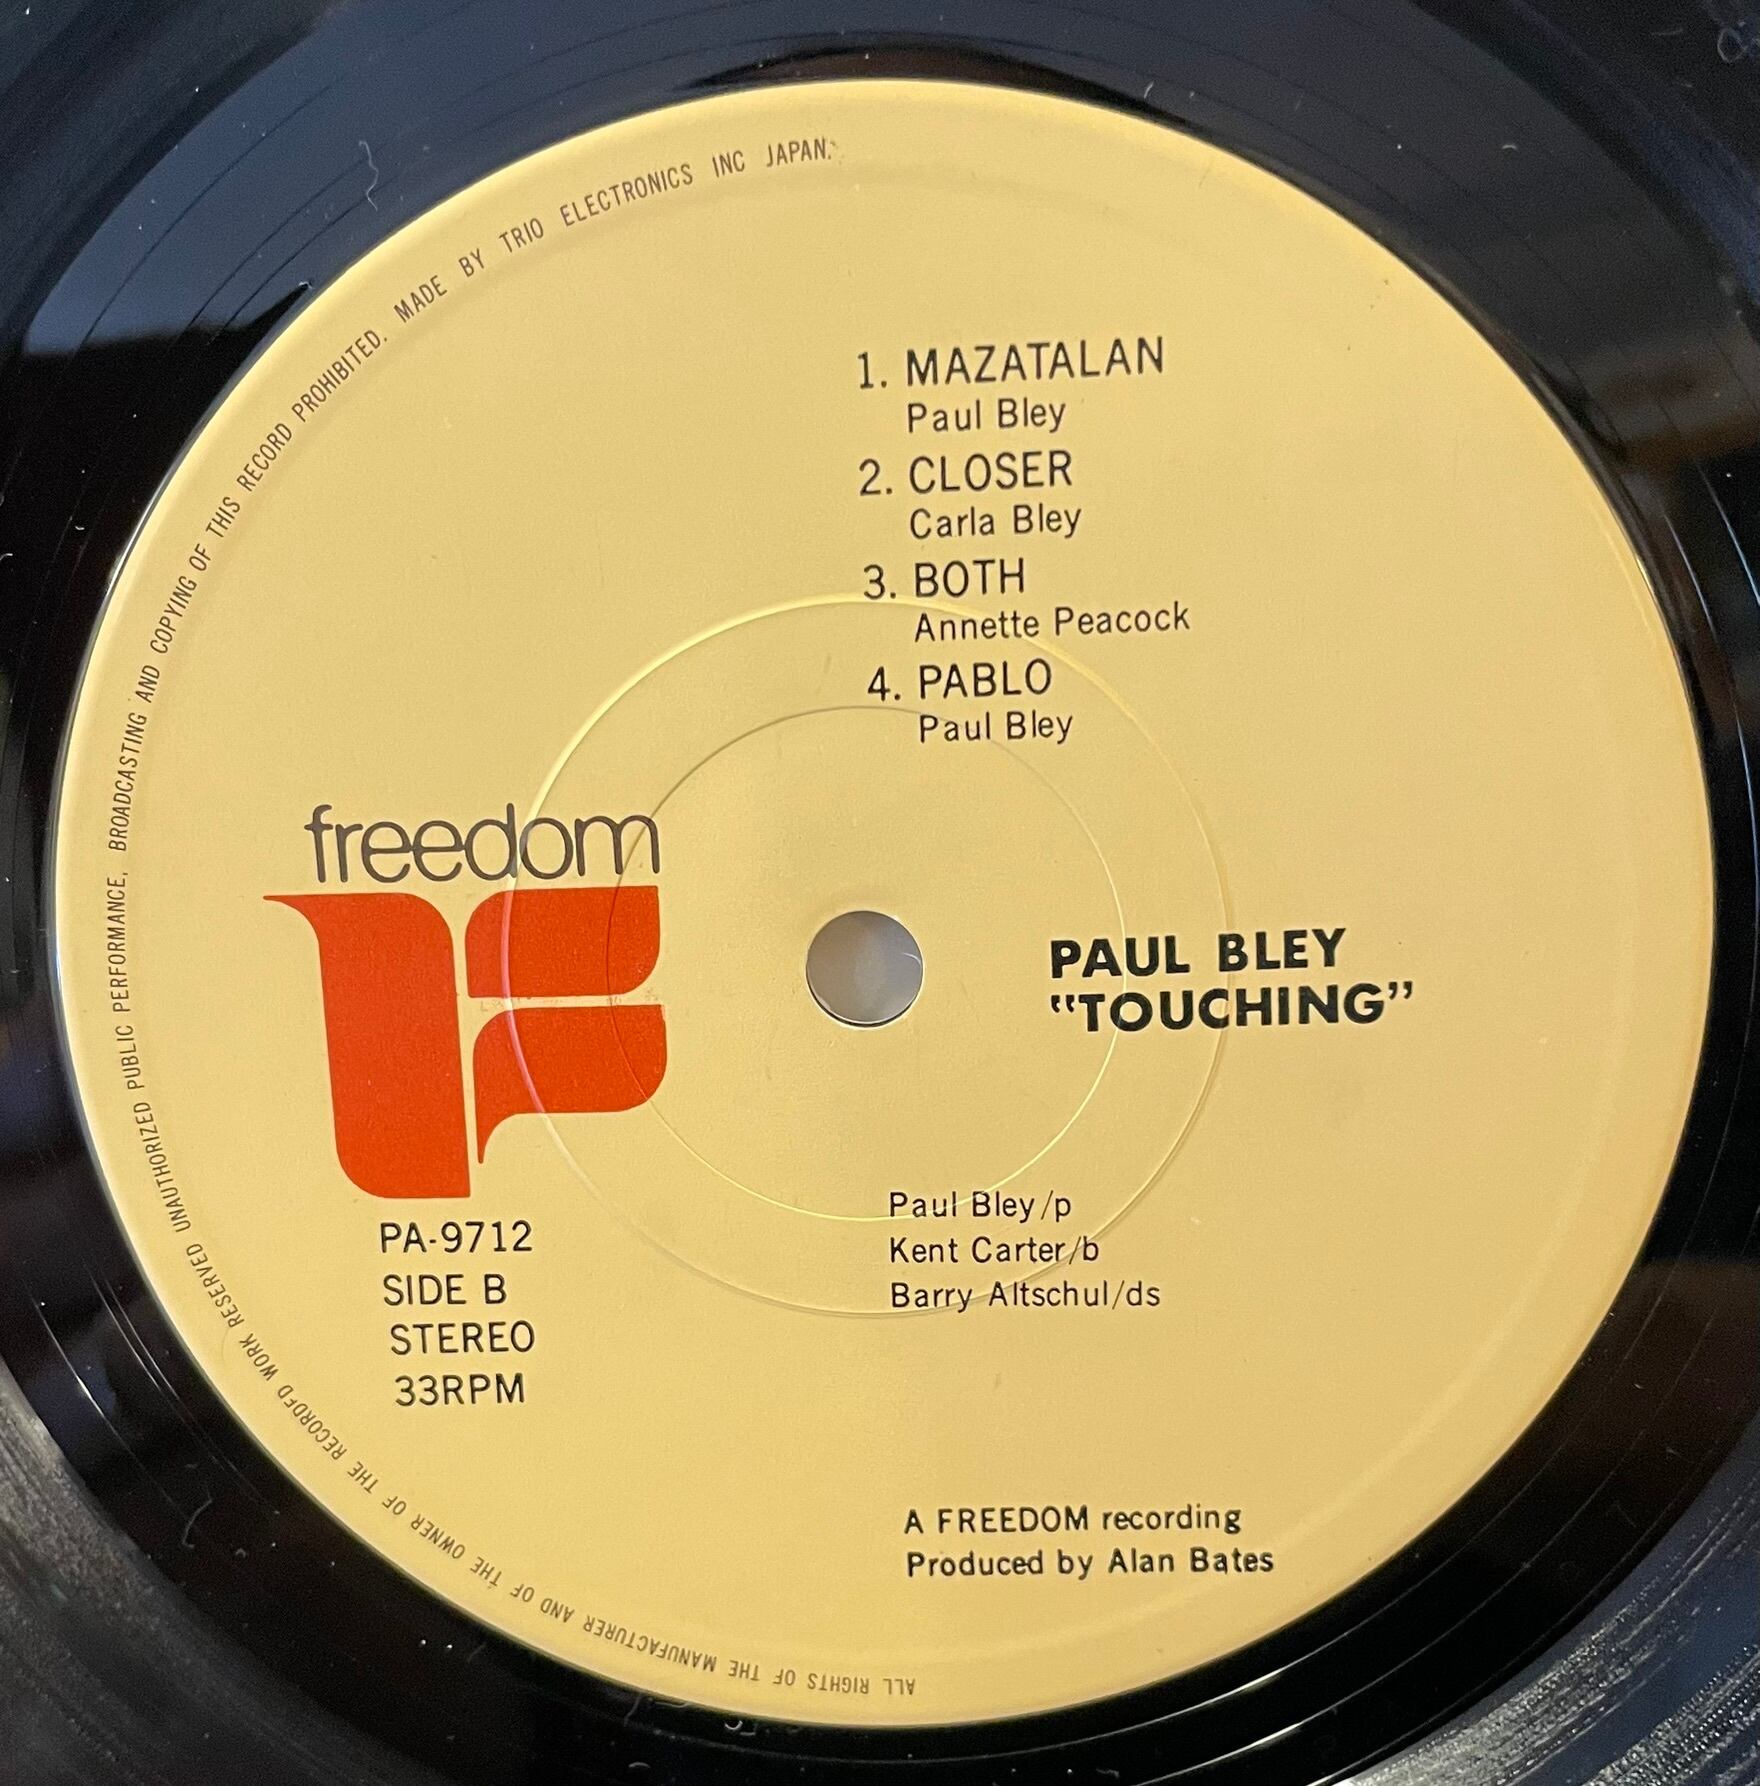 1. MAZATALAN
Paul Bley
2. CLOSER
Carla Bley
3. BOTH
Annette Peacock
4. PABLO
Paul Bley
freedom
PAUL BLEY
“TOUCHING”
PA-9712
SIDE B
STEREO
33RPM
Paul Bley/p
Kent Carter/b
Barry Altschul/ds
A FREEDOM recording
Produced by Alan Bates
ALL RIGHTS OF THE MANUFACTURER AND OF THE OWNER OF THE RECORDED WORK RESERVED UNAUTHORIZED PUBLIC PERFORMANCE, BROADCASTING AND COPYING OF THIS RECORD PROHIBITED. MADE BY TRIO ELECTRONICS INC JAPAN.